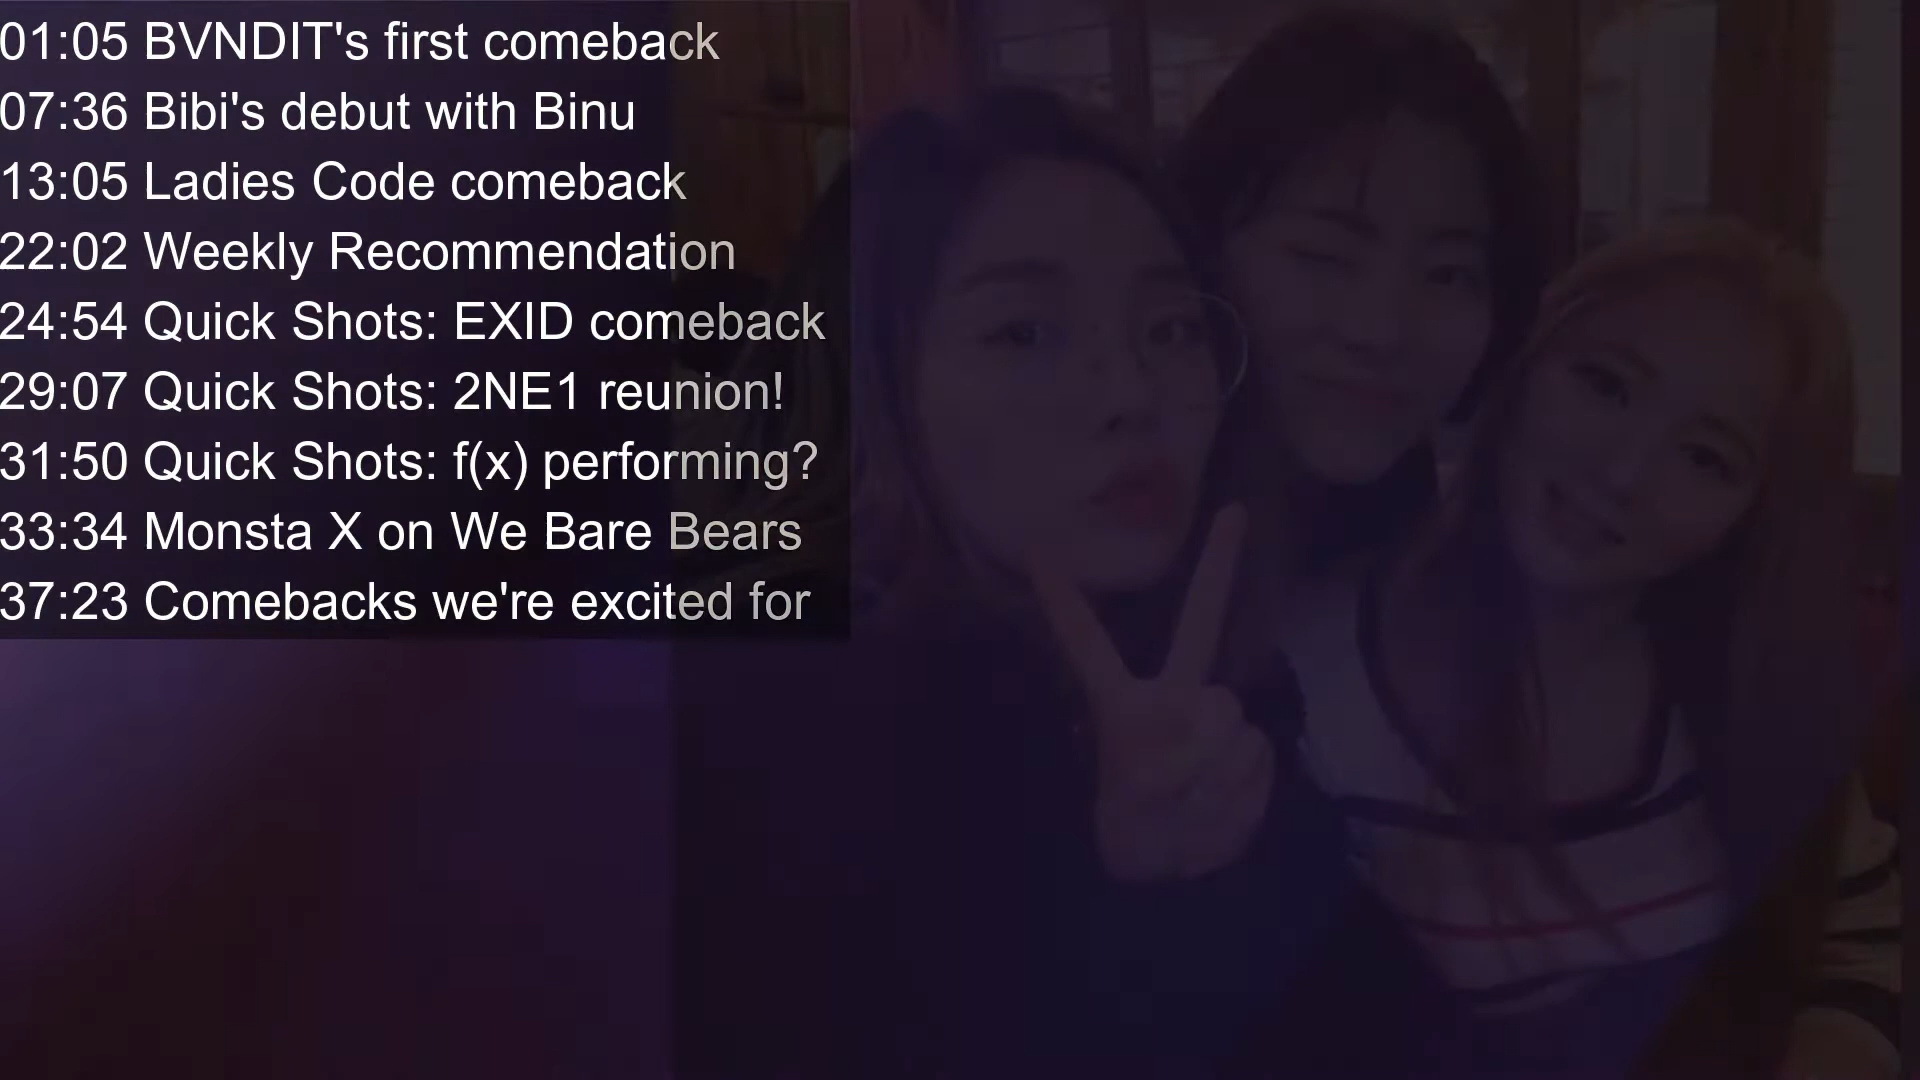 01:05 BVNDIT's first comeback
07:36 Bibi's debut with Binu
13:05 Ladies Code comeback
22:02 Weekly Recommendation
24:54 Quick Shots: EXID comeback
29:07 Quick Shots: 2NE1 reunion!
31:50 Quick Shots: f(x) performing?
33:34 Monsta X on We Bare Bears
37:23 Comebacks we're excited for